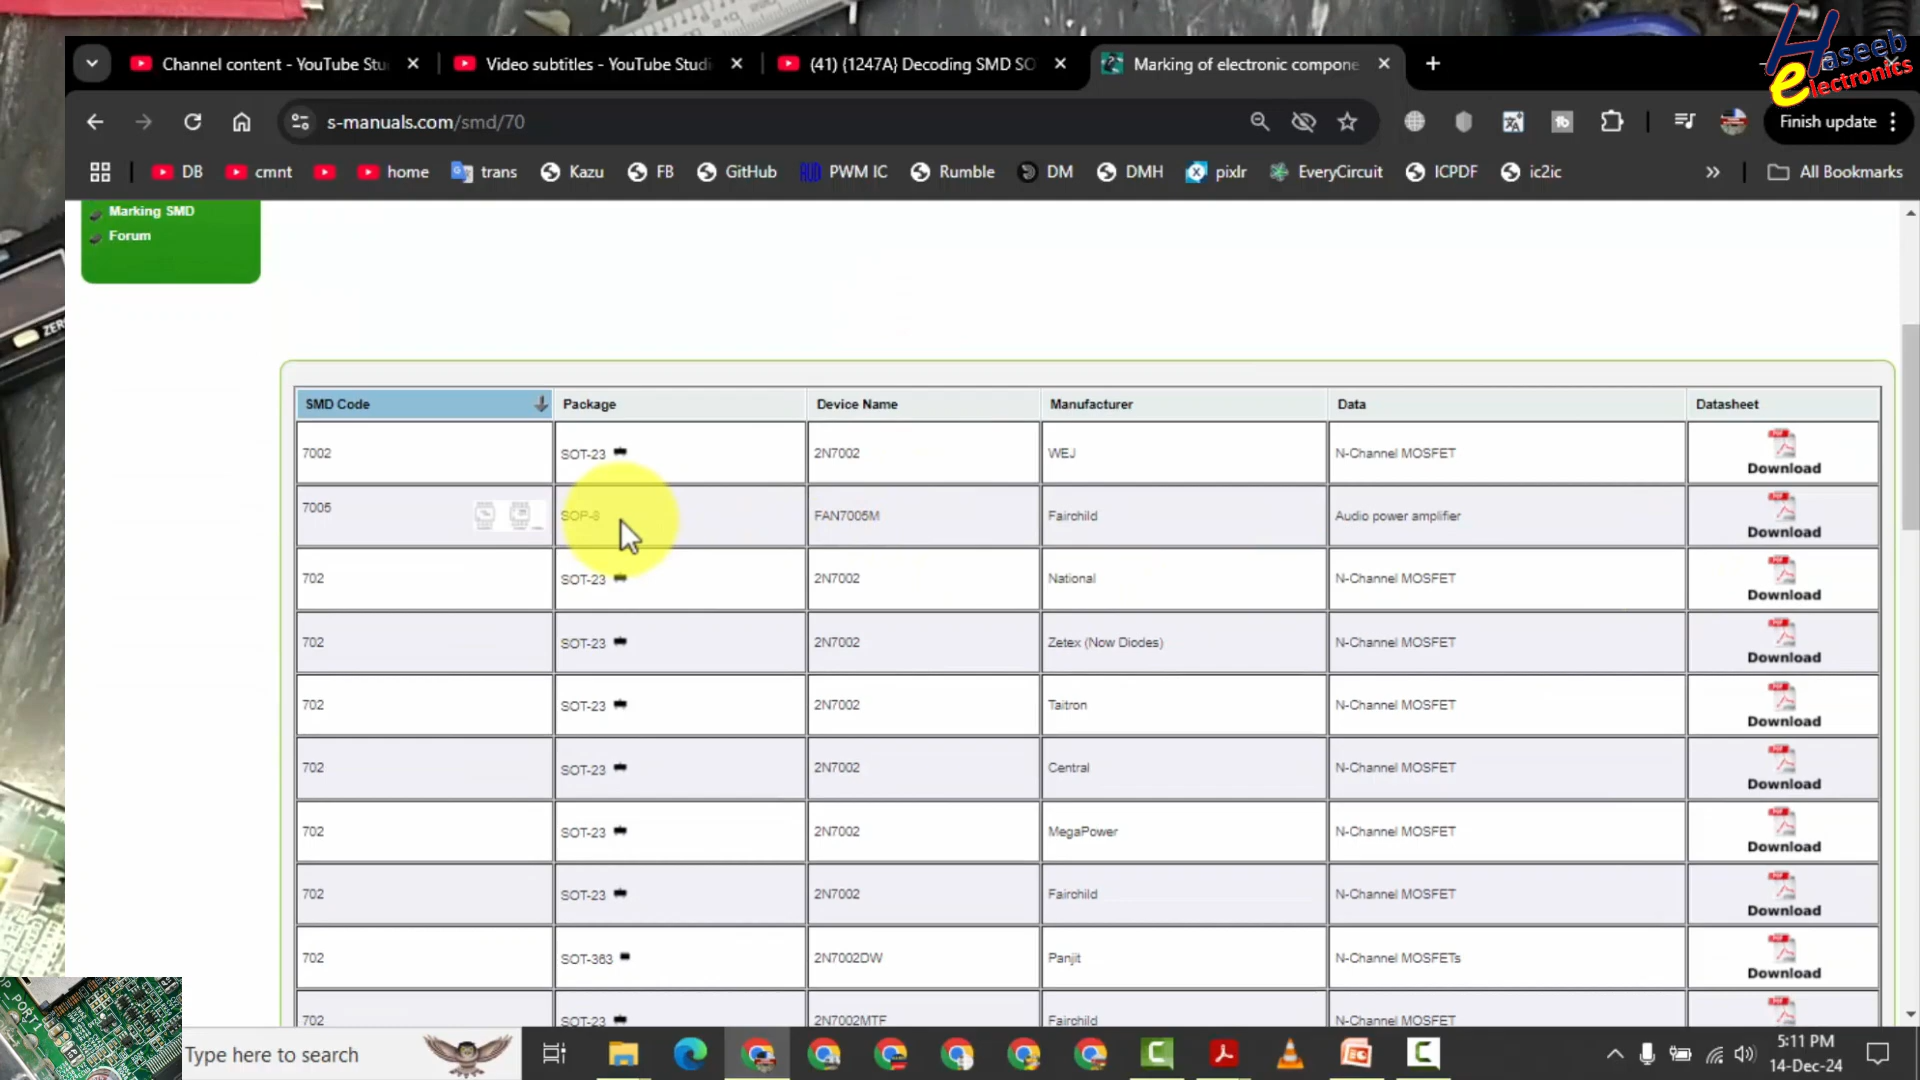 Haseeb
electronics
Channel content - YouTube Stu
Video subtitles - YouTube Studi
(41) {1247A} Decoding SMD SO
Marking of electronic compone
s-manuals.com/smd/70
Finish update
DB
cmnt
home
trans
Kazu
FB
GitHub
PWM IC
Rumble
DM
DMH
pixlr
EveryCircuit
ICPDF
ic2ic
All Bookmarks
Marking SMD
Forum
SMD Code Package Device Name Manufacturer Data Datasheet
7002 SOT-23 2N7002 WEJ N-Channel MOSFET Download
7005 SOP-8 FAN7005M Fairchild Audio power amplifier Download
702 SOT-23 2N7002 National N-Channel MOSFET Download
702 SOT-23 2N7002 Zetex (Now Diodes) N-Channel MOSFET Download
702 SOT-23 2N7002 Taitron N-Channel MOSFET Download
702 SOT-23 2N7002 Central N-Channel MOSFET Download
702 SOT-23 2N7002 MegaPower N-Channel MOSFET Download
702 SOT-23 2N7002 Fairchild N-Channel MOSFET Download
702 SOT-363 2N7002DW Panjit N-Channel MOSFETs Download
702 SOT-23 2N7002MTF Fairchild N-Channel MOSFET
Type here to search
5:11 PM
14-Dec-24